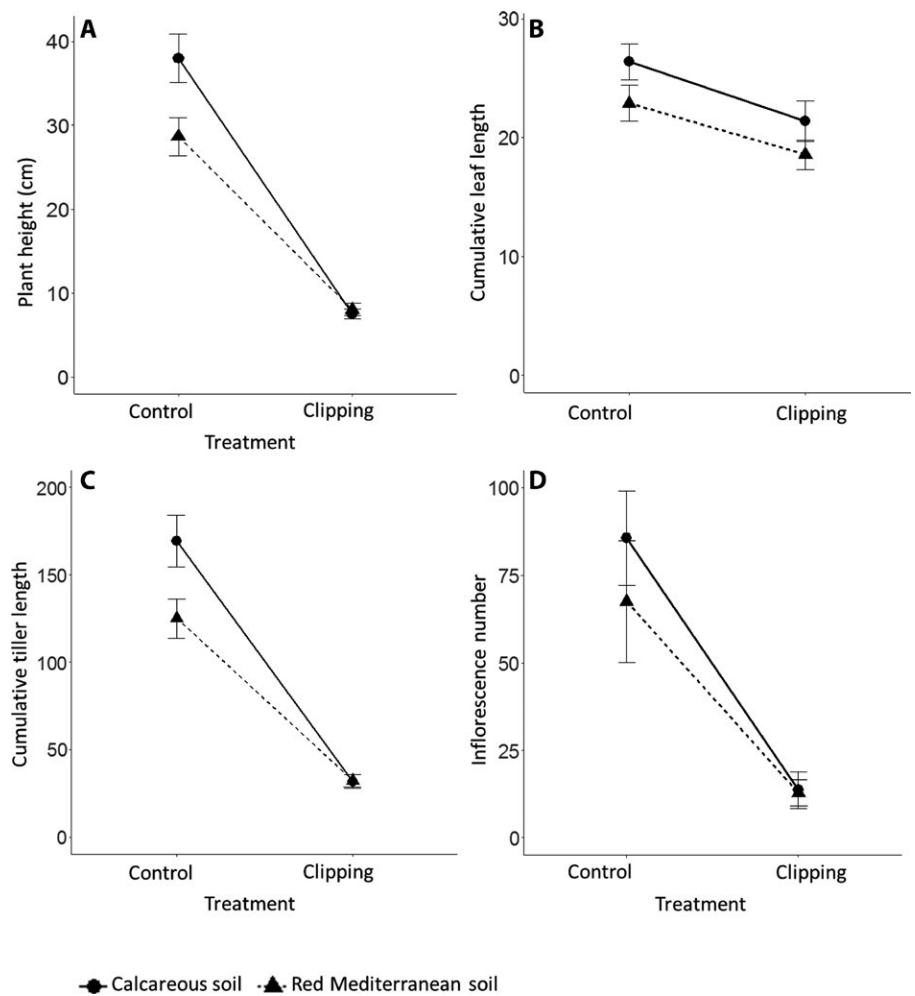 A
Plant height (cm)
40
30
20
10
0
Control Clipping
Treatment
B
Cumulative leaf length
30
20
10
0
Control Clipping
C
Cumulative tiller length
200
150
100
50
0
Control Clipping
Treatment
D
Inflorescence number
100
75
50
25
0
Control Clipping
Treatment
Calcareous soil Red Mediterranean soil